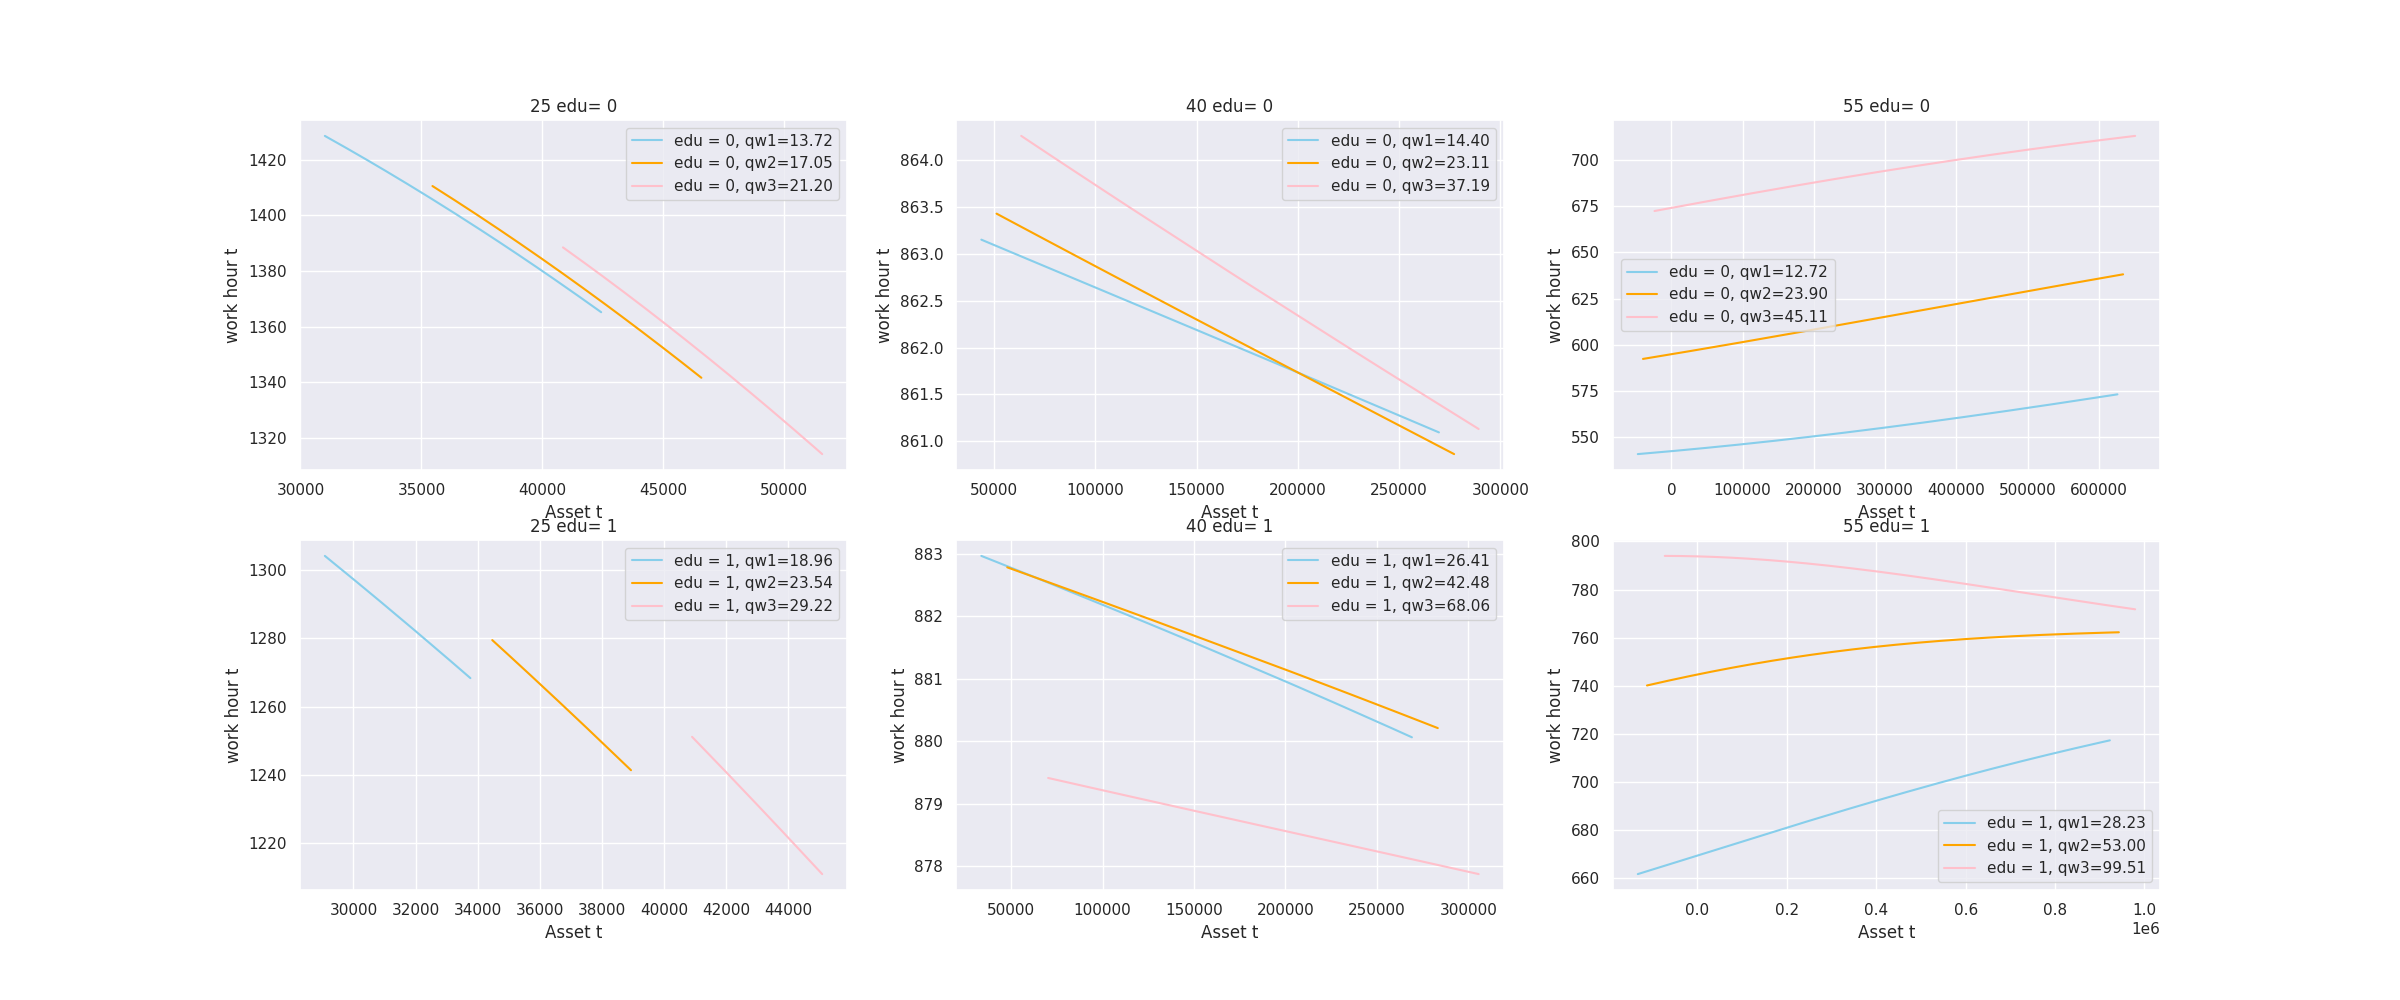 25 edu= 0
edu = 0, qw1=13.72
edu = 0, qw2=17.05
edu = 0, qw3=21.20
work hour t
1420
1400
1380
1360
1340
1320
30000 35000 40000 45000 50000
Asset t
40 edu= 0
edu = 0, qw1=14.40
edu = 0, qw2=23.11
edu = 0, qw3=37.19
work hour t
864.0
863.5
863.0
862.5
862.0
861.5
861.0
50000 100000 150000 200000 250000 300000
Asset t
55 edu= 0
edu = 0, qw1=12.72
edu = 0, qw2=23.90
edu = 0, qw3=45.11
work hour t
700
675
650
625
600
575
550
0 100000 200000 300000 400000 500000 600000
Asset t
25 edu= 1
edu = 1, qw1=18.96
edu = 1, qw2=23.54
edu = 1, qw3=29.22
work hour t
1300
1280
1260
1240
1220
30000 32000 34000 36000 38000 40000 42000 44000
Asset t
40 edu= 1
edu = 1, qw1=26.41
edu = 1, qw2=42.48
edu = 1, qw3=68.06
work hour t
883
882
881
880
879
878
50000 100000 150000 200000 250000 300000
Asset t
55 edu= 1
edu = 1, qw1=28.23
edu = 1, qw2=53.00
edu = 1, qw3=99.51
work hour t
800
780
760
740
720
700
680
660
0.0 0.2 0.4 0.6 0.8 1.0
1e6
Asset t